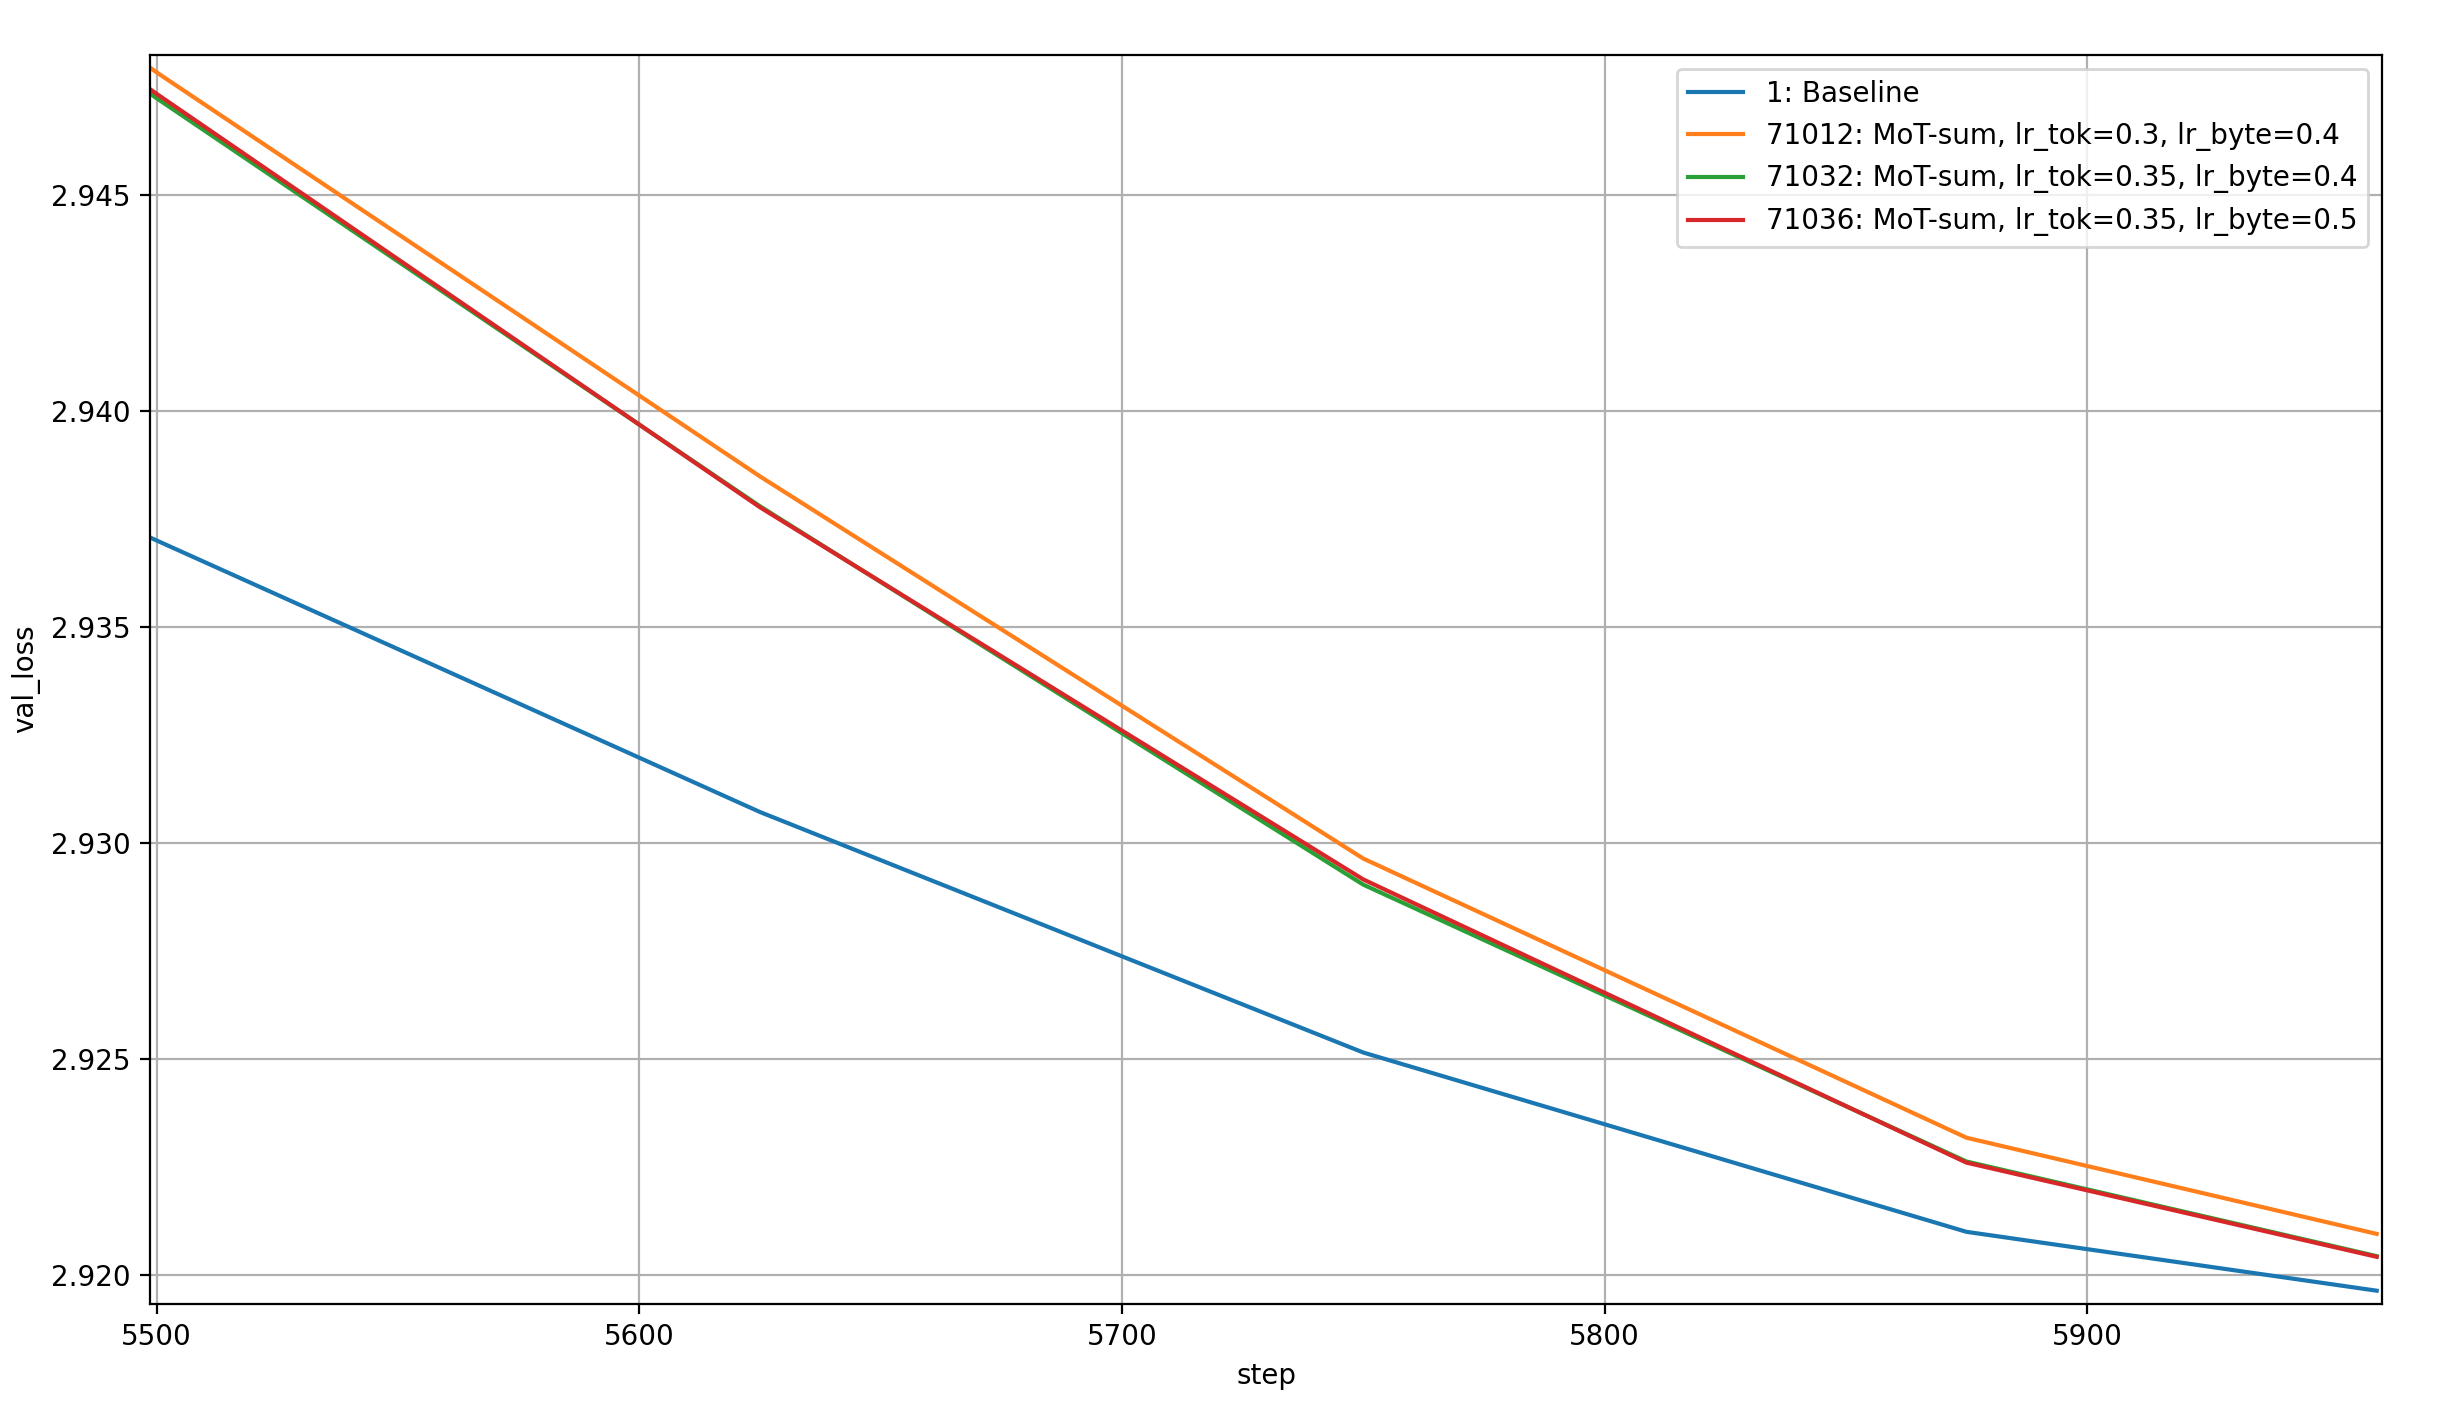 1: Baseline
71012: MoT-sum, lr_tok=0.3, lr_byte=0.4
71032: MoT-sum, lr_tok=0.35, lr_byte=0.4
71036: MoT-sum, lr_tok=0.35, lr_byte=0.5
val_loss
2.945
2.940
2.935
2.930
2.925
2.920
5500 5600 5700 5800 5900
step